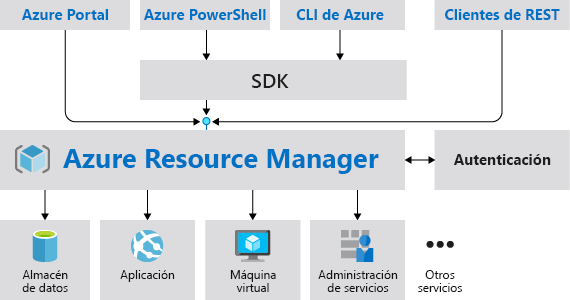 Azure Portal
Azure PowerShell
CLI de Azure
Clientes de REST
SDK
Azure Resource Manager
Autenticación
Almacén
de datos
Aplicación
Máquina
virtual
Administración
de servicios
Otros
servicios